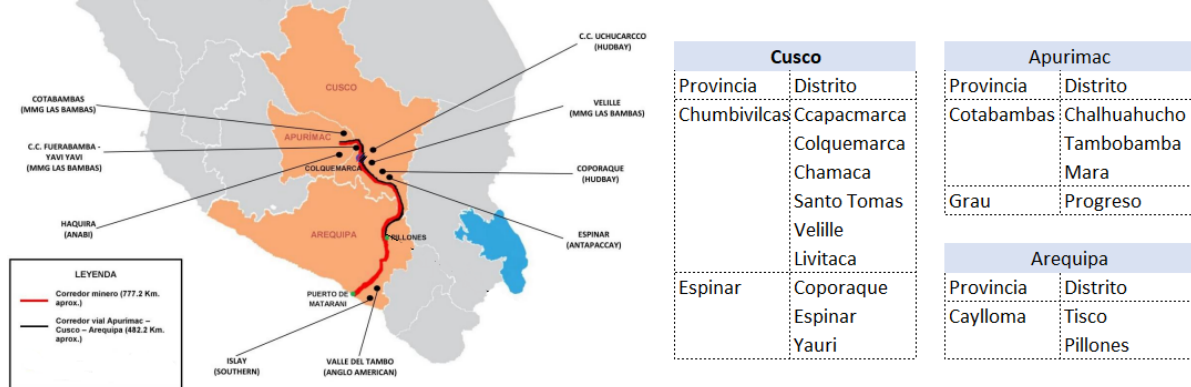 C.C. UCHUCARCCO
(HUDBAY)
CUSCO
COTABAMBAS
(MMG LAS BAMBAS)
VELILLE
(MMG LAS BAMBAS)
APURÍMAC
C.C. FUERABAMBA -
YAVI YAVI
(MMG LAS BAMBAS)
COLQUEMARCA
COPORAQUE
(HUDBAY)
HAQUIRA
(ANABI)
AREQUIPA
PILLONES
ESPINAR
(ANTAPACCAY)
LEYENDA
Corredor minero (777.2 Km.
aprox.)
Corredor vial Apurímac –
Cusco – Arequipa (482.2 Km.
aprox.)
PUERTO DE
MATARANI
ISLAY
(SOUTHERN)
VALLE DEL TAMBO
(ANGLO AMERICAN)
Cusco
Provincia Distrito
Chumbivilcas Ccapacmarca
Colquemarca
Chamaca
Santo Tomas
Velille
Livitaca
Espinar Coporaque
Espinar
Yauri
Apurimac
Provincia Distrito
Cotabambas Chalhuahucho
Tambobamba
Mara
Grau Progreso
Arequipa
Provincia Distrito
Caylloma Tisco
Pillones